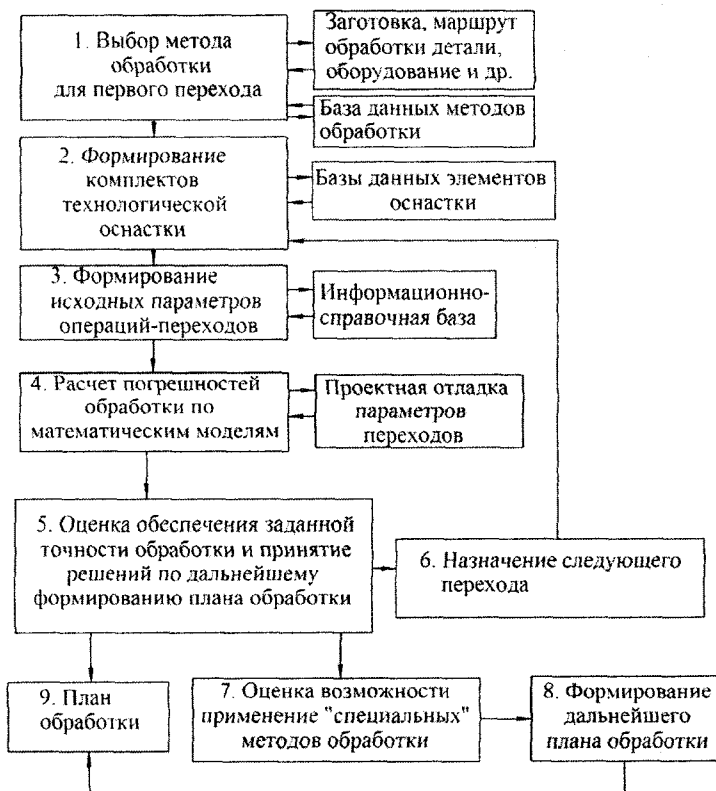 1. Выбор метода
обработки
для первого перехода
Заготовка, маршрут
обработки детали,
оборудование и др.
База данных методов
обработки
2. Формирование
комплектов
технологической
оснастки
Базы данных элементов
оснастки
3. Формирование
исходных параметров
операций-переходов
Информационно-
справочная база
4. Расчет погрешностей
обработки по
математическим моделям
Проектная отладка
параметров
переходов
5. Оценка обеспечения заданной
точности обработки и принятие
решений по дальнейшему
формированию плана обработки
6. Назначение следующего
перехода
9. План
обработки
7. Оценка возможности
применение "специальных"
методов обработки
8. Формирование
дальнейшего
плана обработки